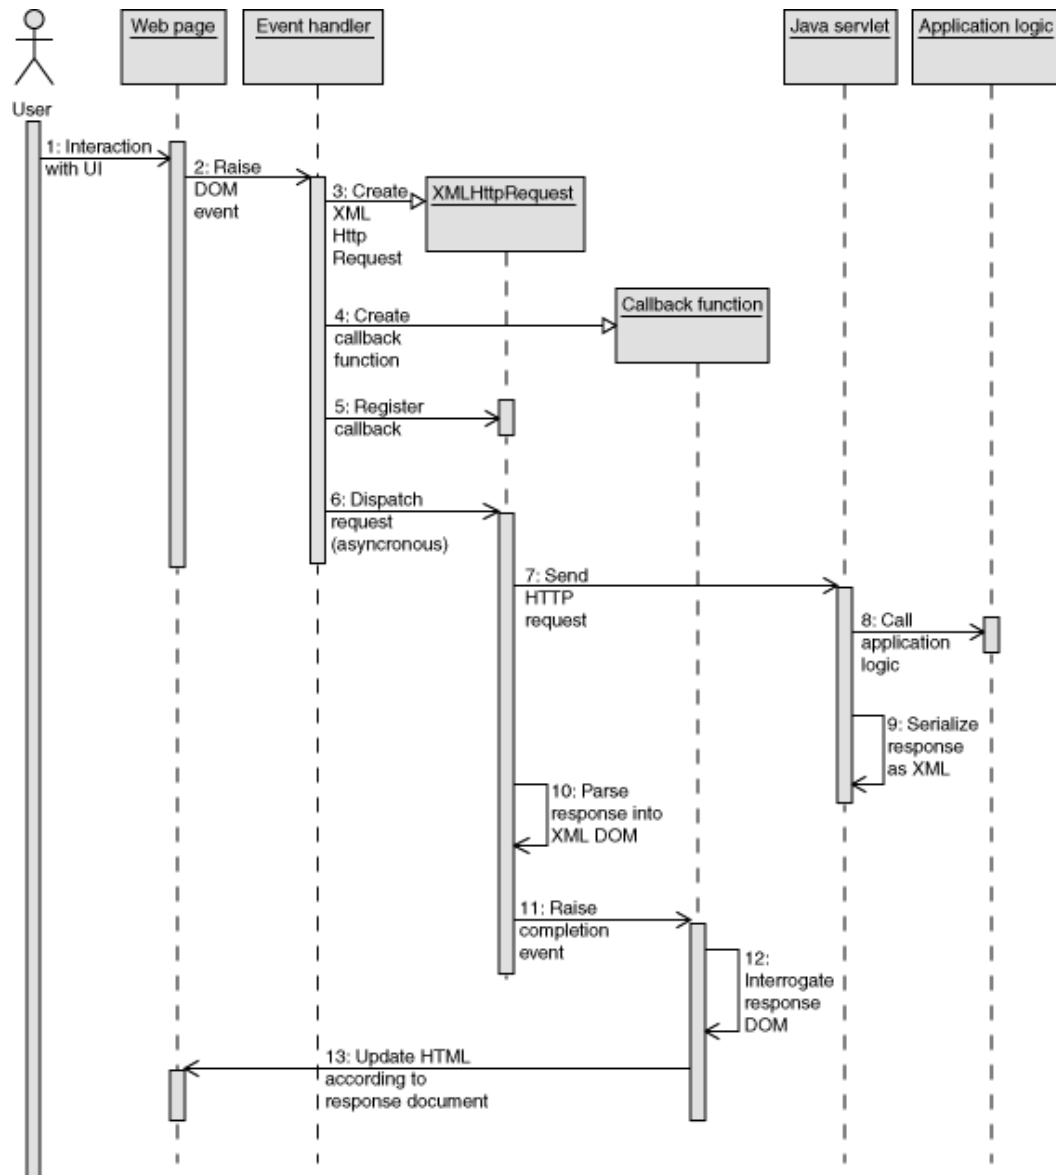 Web page
Event handler
Java servlet
Application logic
User
1: Interaction
with UI
2: Raise
DOM
event
3: Create
XML
Http
Request
XMLHttpRequest
4: Create
callback
function
Callback function
5: Register
callback
6: Dispatch
request
(asyncronous)
7: Send
HTTP
request
8: Call
application
logic
9: Serialize
response
as XML
10: Parse
response into
XML DOM
11: Raise
completion
event
12:
Interrogate
response
DOM
13: Update HTML
according to
response document